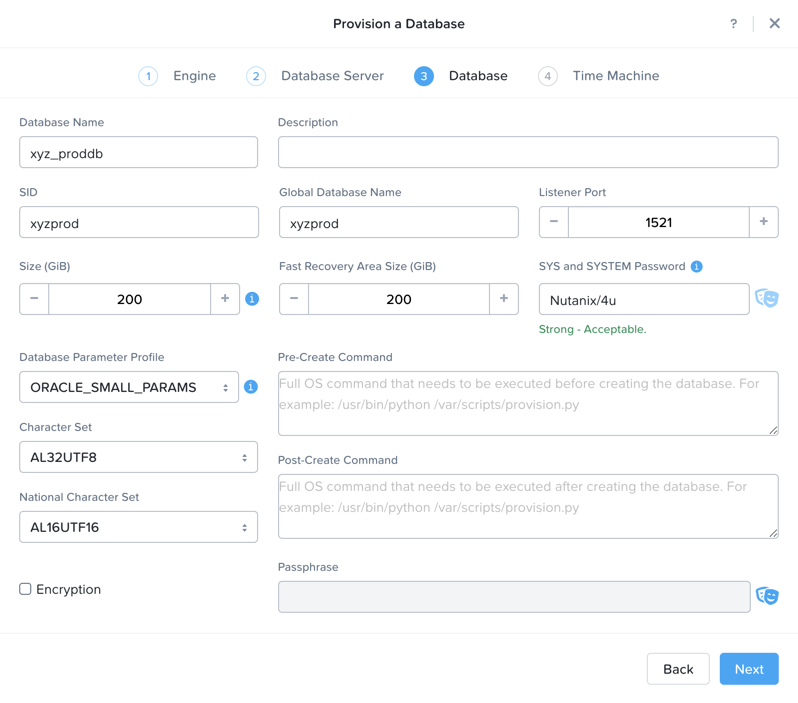 Provision a Database ?
1 Engine 2 Database Server 3 Database 4 Time Machine
Database Name Description
xyz_proddb
SID Global Database Name Listener Port
xyzprod xyzprod − 1521 +
Size (GiB) Fast Recovery Area Size (GiB) SYS and SYSTEM Password i
− 200 + i − 200 + Nutanix/4u
Strong - Acceptable.
Database Parameter Profile Pre-Create Command
ORACLE_SMALL_PARAMS i
Full OS command that needs to be executed before creating the database. For
example: /usr/bin/python /var/scripts/provision.py
Character Set
AL32UTF8
Post-Create Command
Full OS command that needs to be executed after creating the database. For
example: /usr/bin/python /var/scripts/provision.py
National Character Set
AL16UTF16
Passphrase
Encryption
Back Next